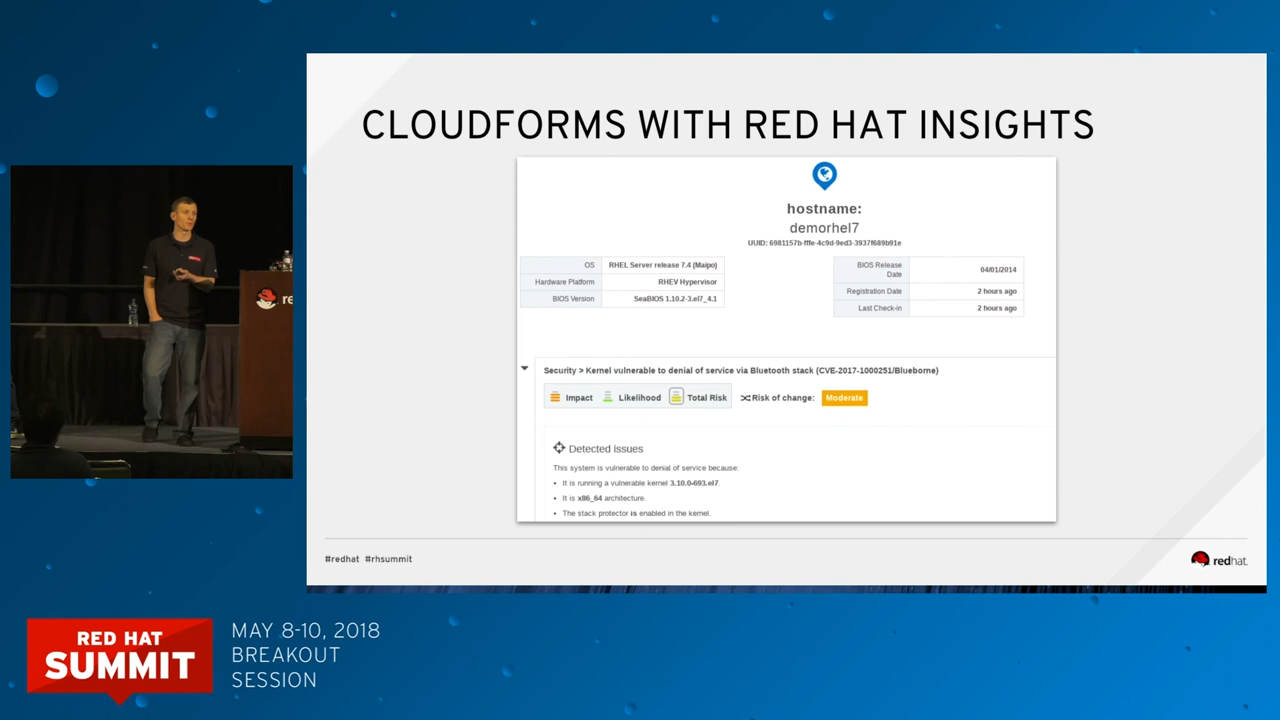 CLOUDFORMS WITH RED HAT INSIGHTS
hostname:
demorhel7
UUID: 6981157b-fffe-4c9d-9ed3-3937f689b91e
OS RHEL Server release 7.4 (Maipo)
Hardware Platform RHEV Hypervisor
BIOS Version SeaBIOS 1.10.2-3.el7_4.1
BIOS Release Date 04/01/2014
Registration Date 2 hours ago
Last Check-in 2 hours ago
Security > Kernel vulnerable to denial of service via Bluetooth stack (CVE-2017-1000251/Blueborne)
Impact Likelihood Total Risk Risk of change: Moderate
Detected issues
This system is vulnerable to denial of service because:
• It is running a vulnerable kernel 3.10.0-693.el7.
• It is x86_64 architecture.
• The stack protector is enabled in the kernel.
#redhat #rhsummit
redhat.
re
RED HAT
SUMMIT
MAY 8-10, 2018
BREAKOUT
SESSION